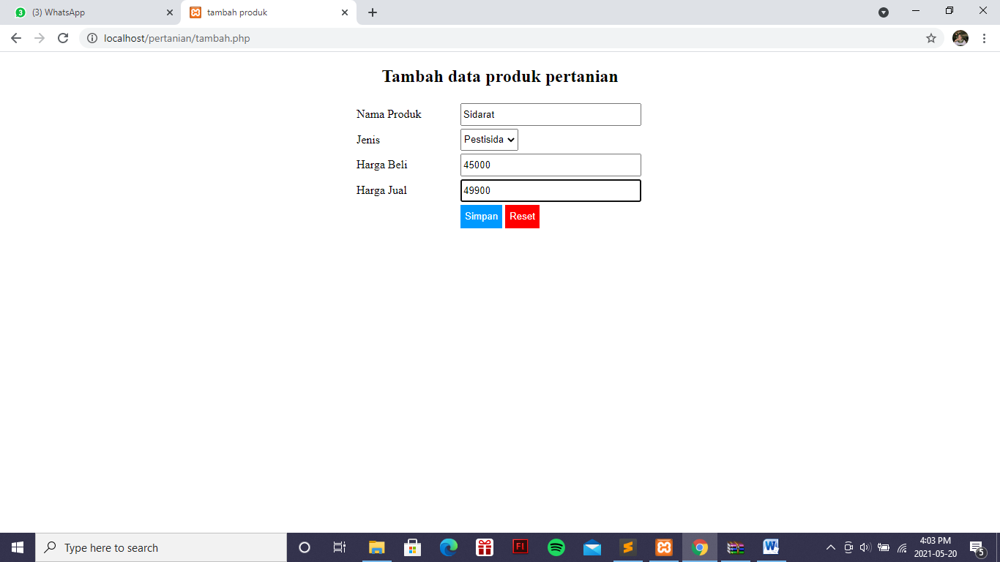 (3) WhatsApp
tambah produk
localhost/pertanian/tambah.php
Tambah data produk pertanian
Nama Produk Sidarat
Jenis Pestisida
Harga Beli 45000
Harga Jual 49900
Simpan Reset
Type here to search
4:03 PM
2021-05-20
5